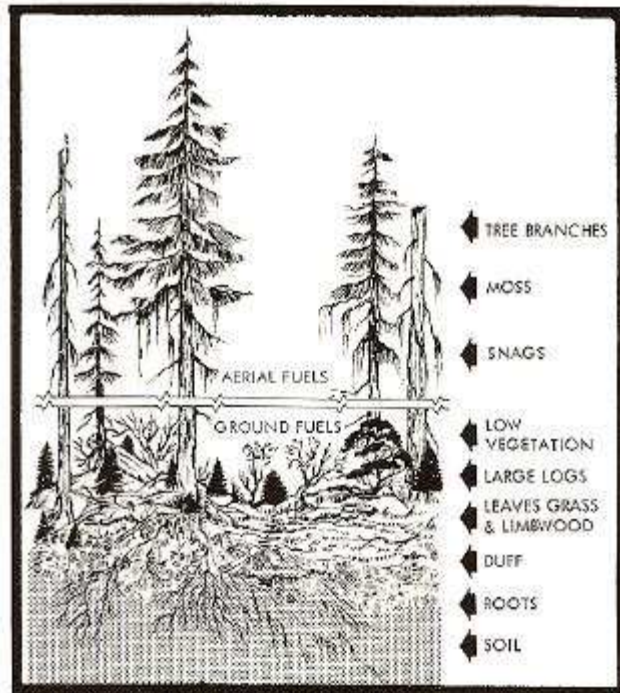 TREE BRANCHES
MOSS
SNAGS
AERIAL FUELS
GROUND FUELS
LOW
VEGETATION
LARGE LOGS
LEAVES GRASS
& LIMBWOOD
DUFF
ROOTS
SOIL